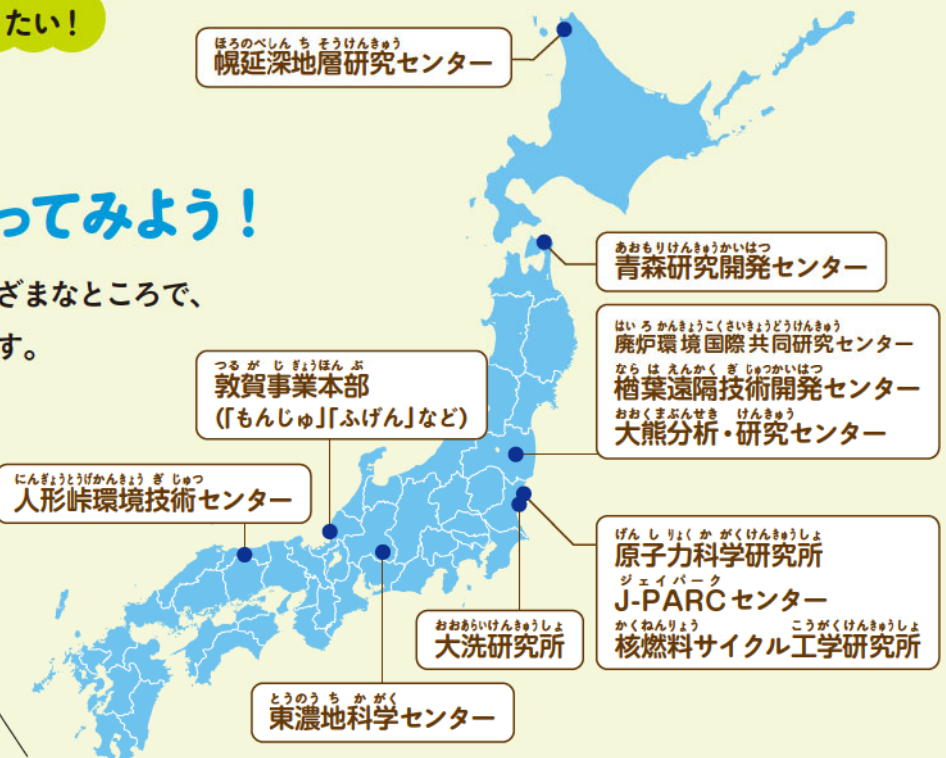 たい！
ほろのべしん ち そうけんきゅう
幌延深地層研究センター
ってみよう！
ざまなところで、
す。
あおもりけんきゅうかいはつ
青森研究開発センター
はい ろ かんきょうこくさいきょうどうけんきゅう
廃炉環境国際共同研究センター
なら は えんかく ぎ じゅつかいはつ
楢葉遠隔技術開発センター
おおくまぶんせき けんきゅう
大熊分析・研究センター
つる が じ ぎょうほん ぶ
敦賀事業本部
(「もんじゅ」「ふげん」など)
にんぎょうとうげかんきょう ぎ じゅつ
人形峠環境技術センター
げん し りょく か がくけんきゅうしょ
原子力科学研究所
ジェイパーク
J-PARCセンター
かくねんりょう こうがくけんきゅうしょ
核燃料サイクル工学研究所
おおあらいけんきゅうしょ
大洗研究所
とうのう ち か がく
東濃地科学センター